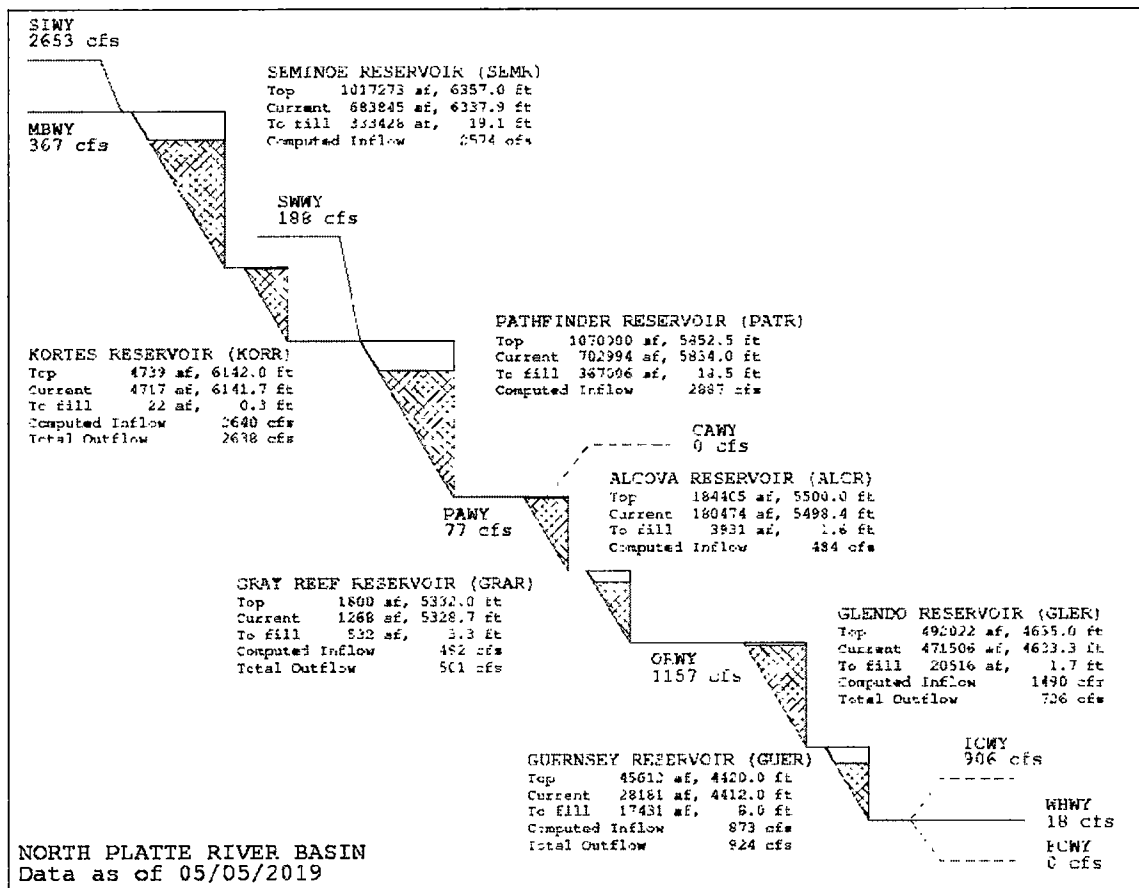 SIWY
2653 cfs
SEMINOE RESERVOIR (SEMR)
Top 1017273 af, 6357.0 ft
Current 683845 af, 6337.9 ft
To fill 333428 af, 19.1 ft
Computed Inflow 2574 cfs
MBWY
367 cfs
SWWY
188 cfs
PATHFINDER RESERVOIR (PATR)
Top 1070000 af, 5852.5 ft
Current 702994 af, 5834.0 ft
To fill 367006 af, 18.5 ft
Computed Inflow 2887 cfs
KORTES RESERVOIR (KORR)
Top 4739 af, 6142.0 ft
Current 4717 af, 6141.7 ft
To fill 22 af, 0.3 ft
Computed Inflow 2640 cfs
Total Outflow 2638 cfs
CAWY
0 cfs
ALCOVA RESERVOIR (ALCR)
Top 184405 af, 5500.0 ft
Current 180474 af, 5498.4 ft
To fill 3931 af, 1.6 ft
Computed Inflow 484 cfs
PAWY
77 cfs
GRAY REEF RESERVOIR (GRAR)
Top 1800 af, 5332.0 ft
Current 1268 af, 5328.7 ft
To fill 532 af, 3.3 ft
Computed Inflow 492 cfs
Total Outflow 501 cfs
GLENDO RESERVOIR (GLER)
Top 492022 af, 4635.0 ft
Current 471506 af, 4633.3 ft
To fill 20516 af, 1.7 ft
Computed Inflow 1490 cfs
Total Outflow 736 cfs
ORWY
1157 cfs
GUERNSEY RESERVOIR (GUER)
Top 45612 af, 4420.0 ft
Current 28181 af, 4412.0 ft
To fill 17431 af, 8.0 ft
Computed Inflow 873 cfs
Total Outflow 924 cfs
ICWY
906 cfs
WHWY
18 cfs
0 cfs
NORTH PLATTE RIVER BASIN
Data as of 05/05/2019